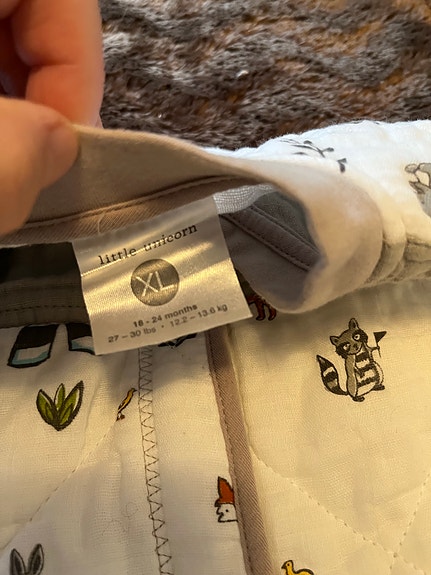 little unicorn
XL
18 - 24 months
27 – 30 lbs • 12.2 – 13.6 kg